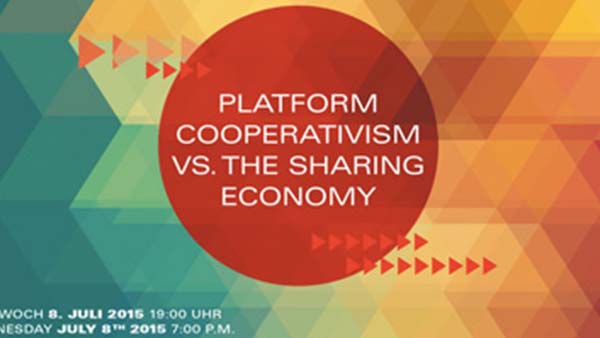 PLATFORM
COOPERATIVISM
VS. THE SHARING
ECONOMY
WOCH 8. JULI 2015 19:00 UHR
NESDAY JULY 8TH 2015 7:00 P.M.